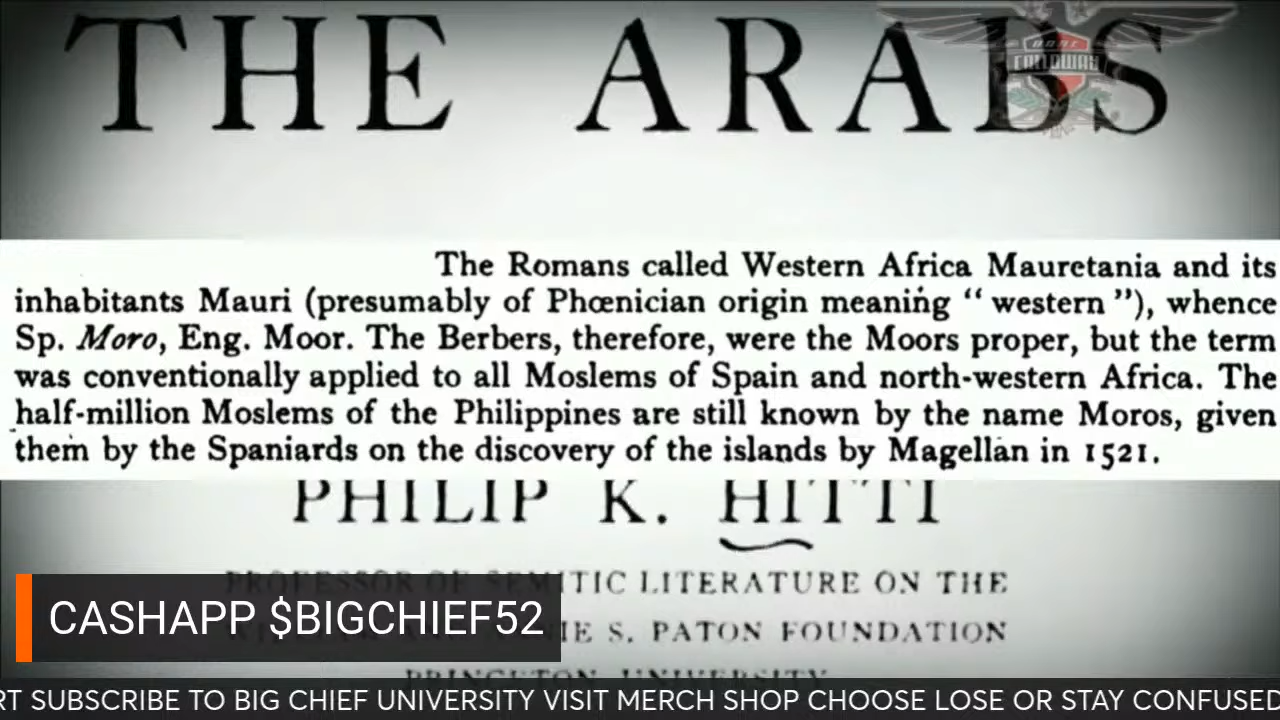 THE ARABS
The Romans called Western Africa Mauretania and its
inhabitants Mauri (presumably of Phœnician origin meaning “ western ”), whence
Sp. Moro, Eng. Moor. The Berbers, therefore, were the Moors proper, but the term
was conventionally applied to all Moslems of Spain and north-western Africa. The
half-million Moslems of the Philippines are still known by the name Moros, given
them by the Spaniards on the discovery of the islands by Magellan in 1521.
PHILIP K. HITTI
PROFESSOR OF SEMITIC LITERATURE ON THE
S. PATON FOUNDATION
PRINCETON UNIVERSITY
CASHAPP $BIGCHIEF52
SUBSCRIBE TO BIG CHIEF UNIVERSITY VISIT MERCH SHOP CHOOSE LOSE OR STAY CONFUSED